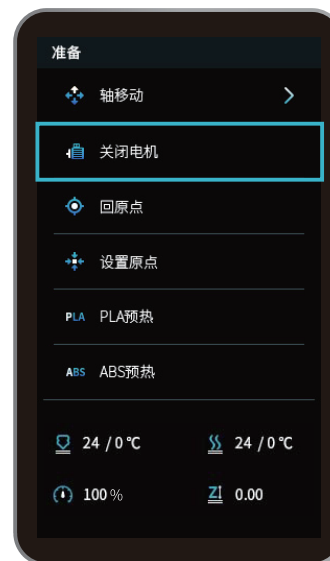 准备
轴移动
关闭电机
回原点
设置原点
PLA PLA预热
ABS ABS预热
24 / 0 ℃ 24 / 0 ℃
100 % Z 0.00